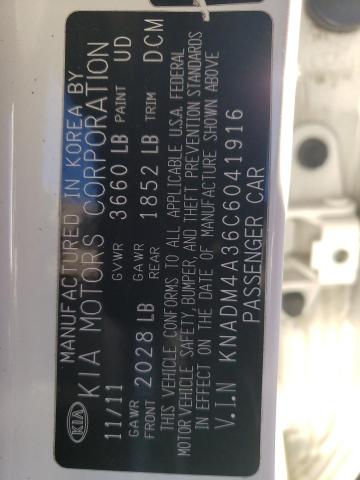 KIA
MANUFACTURED IN KOREA BY
KIA MOTORS CORPORATION
11/11 GVWR 3660 LB PAINT UD
GAWR FRONT 2028 LB GAWR REAR 1852 LB TRIM DCM
THIS VEHICLE CONFORMS TO ALL APPLICABLE U.S.A. FEDERAL
MOTOR VEHICLE SAFETY, BUMPER, AND THEFT PREVENTION STANDARDS
IN EFFECT ON THE DATE OF MANUFACTURE SHOWN ABOVE
V.I.N KNADM4A36C6041916
PASSENGER CAR